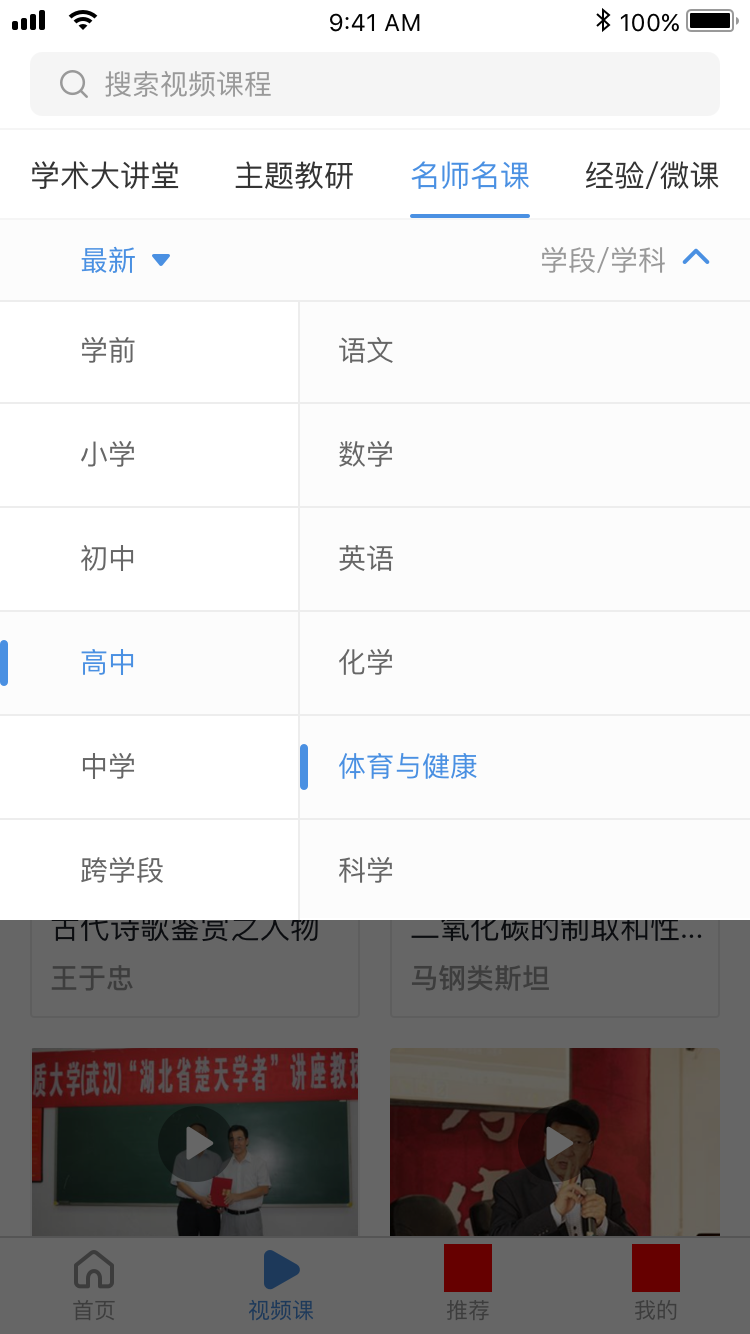 9:41 AM
100%
搜索视频课程
学术大讲堂 主题教研 名师名课 经验/微课
最新 学段/学科
学前 语文
小学 数学
初中 英语
高中 化学
中学 体育与健康
跨学段 科学
古代诗歌鉴赏之人物 二氧化碳的制取和性...
王于忠 马钢类斯坦
质大学(武汉)“湖北省楚天学者”讲座教授
首页 视频课 推荐 我的